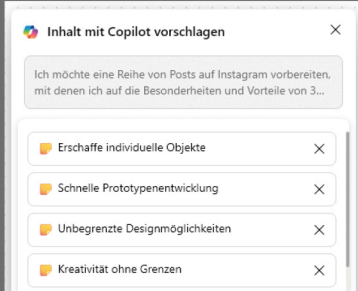 Inhalt mit Copilot vorschlagen
Ich möchte eine Reihe von Posts auf Instagram vorbereiten,
mit denen ich auf die Besonderheiten und Vorteile von 3...
Erschaffe individuelle Objekte
Schnelle Prototypenentwicklung
Unbegrenzte Designmöglichkeiten
Kreativität ohne Grenzen